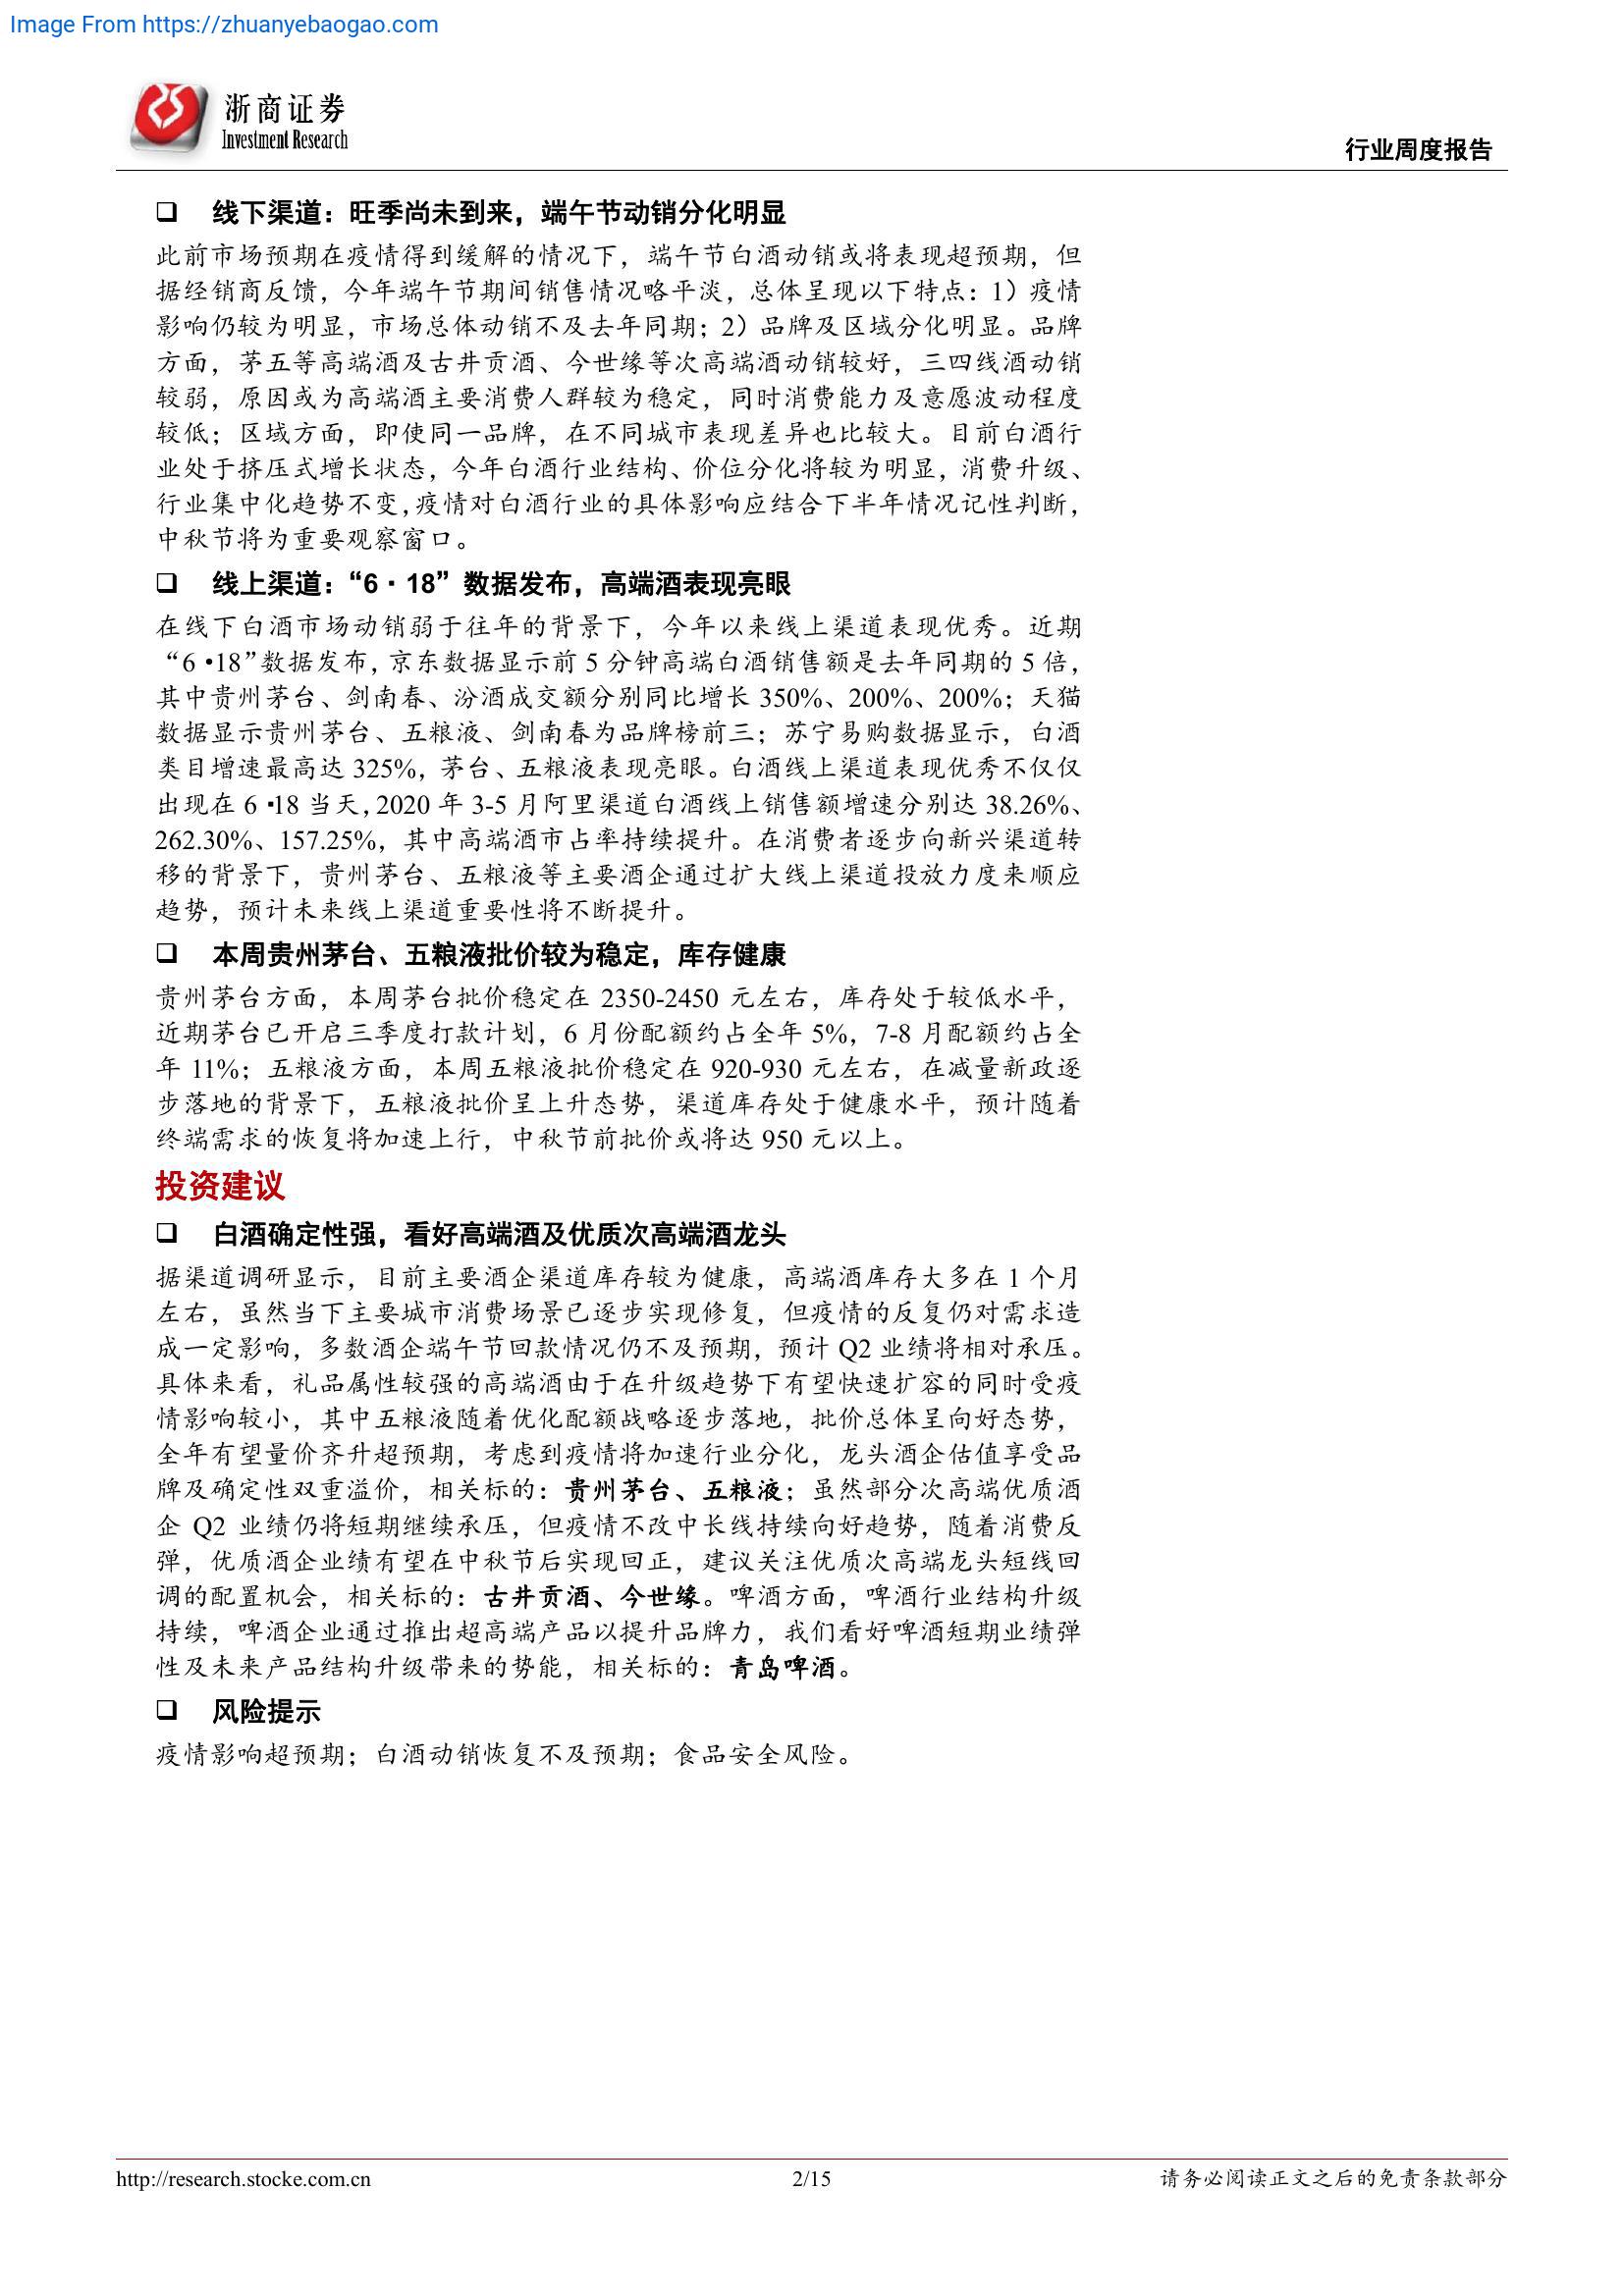 Image From https://zhuanyebaogao.com
浙商证券
Investment Research
行业周度报告
❑ 线下渠道：旺季尚未到来，端午节动销分化明显
此前市场预期在疫情得到缓解的情况下，端午节白酒动销或将表现超预期，但
据经销商反馈，今年端午节期间销售情况略平淡，总体呈现以下特点：1）疫情
影响仍较为明显，市场总体动销不及去年同期；2）品牌及区域分化明显。品牌
方面，茅五等高端酒及古井贡酒、今世缘等次高端酒动销较好，三四线酒动销
较弱，原因或为高端酒主要消费人群较为稳定，同时消费能力及意愿波动程度
较低；区域方面，即使同一品牌，在不同城市表现差异也比较大。目前白酒行
业处于挤压式增长状态，今年白酒行业结构、价位分化将较为明显，消费升级、
行业集中化趋势不变，疫情对白酒行业的具体影响应结合下半年情况记性判断，
中秋节将为重要观察窗口。
❑ 线上渠道：“6·18”数据发布，高端酒表现亮眼
在线下白酒市场动销弱于往年的背景下，今年以来线上渠道表现优秀。近期
“6·18”数据发布，京东数据显示前 5 分钟高端白酒销售额是去年同期的 5 倍，
其中贵州茅台、剑南春、汾酒成交额分别同比增长 350%、200%、200%；天猫
数据显示贵州茅台、五粮液、剑南春为品牌榜前三；苏宁易购数据显示，白酒
类目增速最高达 325%，茅台、五粮液表现亮眼。白酒线上渠道表现优秀不仅仅
出现在 6·18 当天，2020 年 3-5 月阿里渠道白酒线上销售额增速分别达 38.26%、
262.30%、157.25%，其中高端酒市占率持续提升。在消费者逐步向新兴渠道转
移的背景下，贵州茅台、五粮液等主要酒企通过扩大线上渠道投放力度来顺应
趋势，预计未来线上渠道重要性将不断提升。
❑ 本周贵州茅台、五粮液批价较为稳定，库存健康
贵州茅台方面，本周茅台批价稳定在 2350-2450 元左右，库存处于较低水平，
近期茅台已开启三季度打款计划，6 月份配额约占全年 5%，7-8 月配额约占全
年 11%；五粮液方面，本周五粮液批价稳定在 920-930 元左右，在减量新政逐
步落地的背景下，五粮液批价呈上升态势，渠道库存处于健康水平，预计随着
终端需求的恢复将加速上行，中秋节前批价或将达 950 元以上。
投资建议
❑ 白酒确定性强，看好高端酒及优质次高端酒龙头
据渠道调研显示，目前主要酒企渠道库存较为健康，高端酒库存大多在 1 个月
左右，虽然当下主要城市消费场景已逐步实现修复，但疫情的反复仍对需求造
成一定影响，多数酒企端午节回款情况仍不及预期，预计 Q2 业绩将相对承压。
具体来看，礼品属性较强的高端酒由于在升级趋势下有望快速扩容的同时受疫
情影响较小，其中五粮液随着优化配额战略逐步落地，批价总体呈向好态势，
全年有望量价齐升超预期，考虑到疫情将加速行业分化，龙头酒企估值享受品
牌及确定性双重溢价，相关标的：贵州茅台、五粮液；虽然部分次高端优质酒
企 Q2 业绩仍将短期继续承压，但疫情不改中长线持续向好趋势，随着消费反
弹，优质酒企业绩有望在中秋节后实现回正，建议关注优质次高端龙头短线回
调的配置机会，相关标的：古井贡酒、今世缘。啤酒方面，啤酒行业结构升级
持续，啤酒企业通过推出超高端产品以提升品牌力，我们看好啤酒短期业绩弹
性及未来产品结构升级带来的势能，相关标的：青岛啤酒。
❑ 风险提示
疫情影响超预期；白酒动销恢复不及预期；食品安全风险。
http://research.stocke.com.cn
2/15
请务必阅读正文之后的免责条款部分